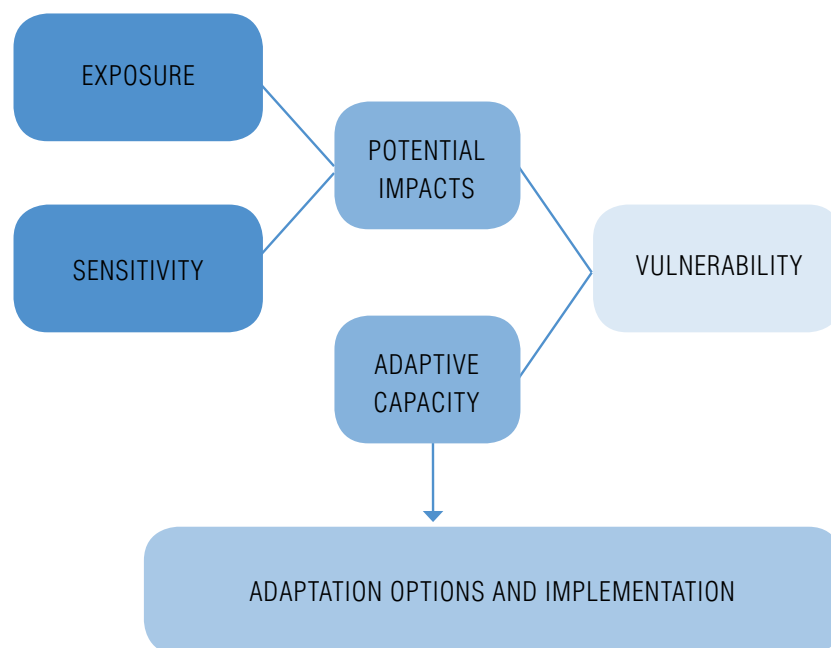 EXPOSURE
POTENTIAL
IMPACTS
SENSITIVITY
VULNERABILITY
ADAPTIVE
CAPACITY
ADAPTATION OPTIONS AND IMPLEMENTATION